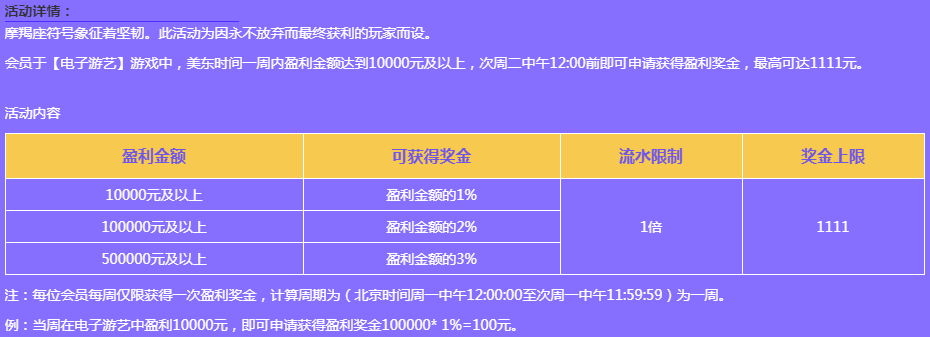 活动详情：
摩羯座符号象征着坚韧。此活动为因永不放弃而最终获利的玩家而设。
会员于【电子游艺】游戏中，美东时间一周内盈利金额达到10000元及以上，次周二中午12:00前即可申请获得盈利奖金，最高可达1111元。
活动内容
盈利金额 可获得奖金 流水限制 奖金上限
10000元及以上 盈利金额的1%
100000元及以上 盈利金额的2% 1倍 1111
500000元及以上 盈利金额的3%
注：每位会员每周仅限获得一次盈利奖金，计算周期为（北京时间周一中午12:00:00至次周一中午11:59:59）为一周。
例：当周在电子游艺中盈利10000元，即可申请获得盈利奖金100000* 1%=100元。